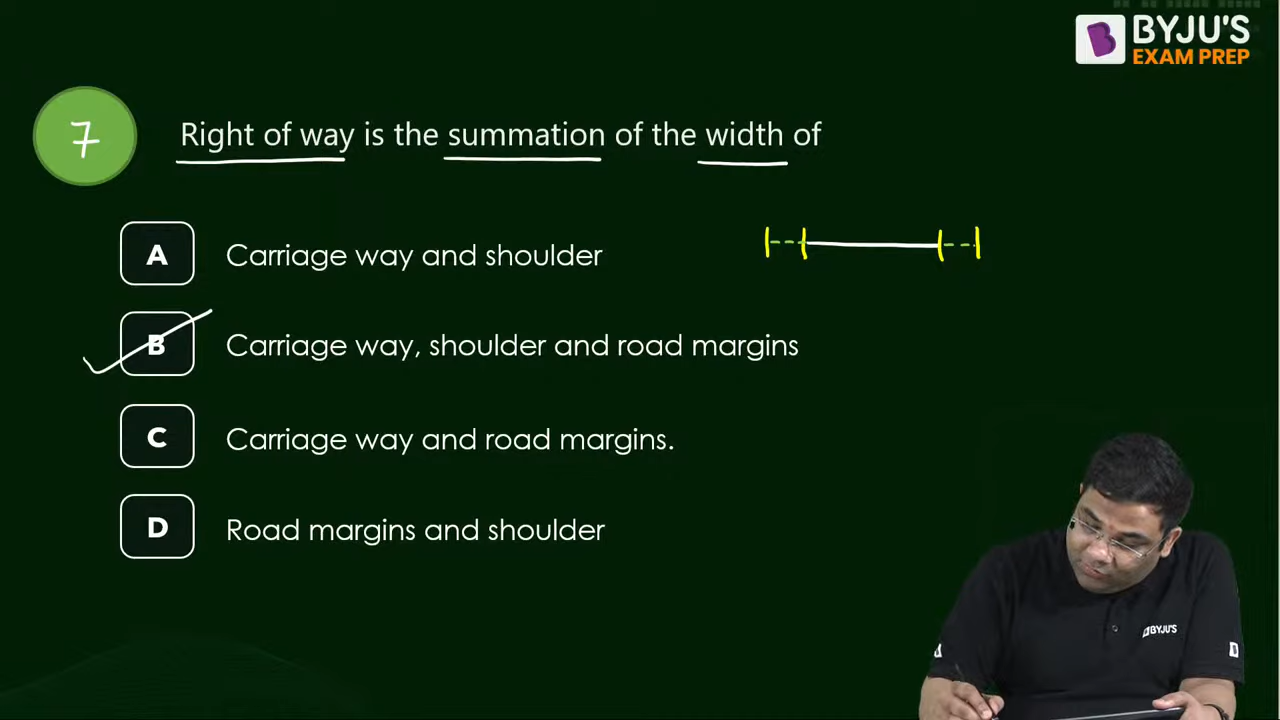 BYJU'S
EXAM PREP
7
Right of way is the summation of the width of
A
Carriage way and shoulder
B
Carriage way, shoulder and road margins
C
Carriage way and road margins.
D
Road margins and shoulder
BYJU'S